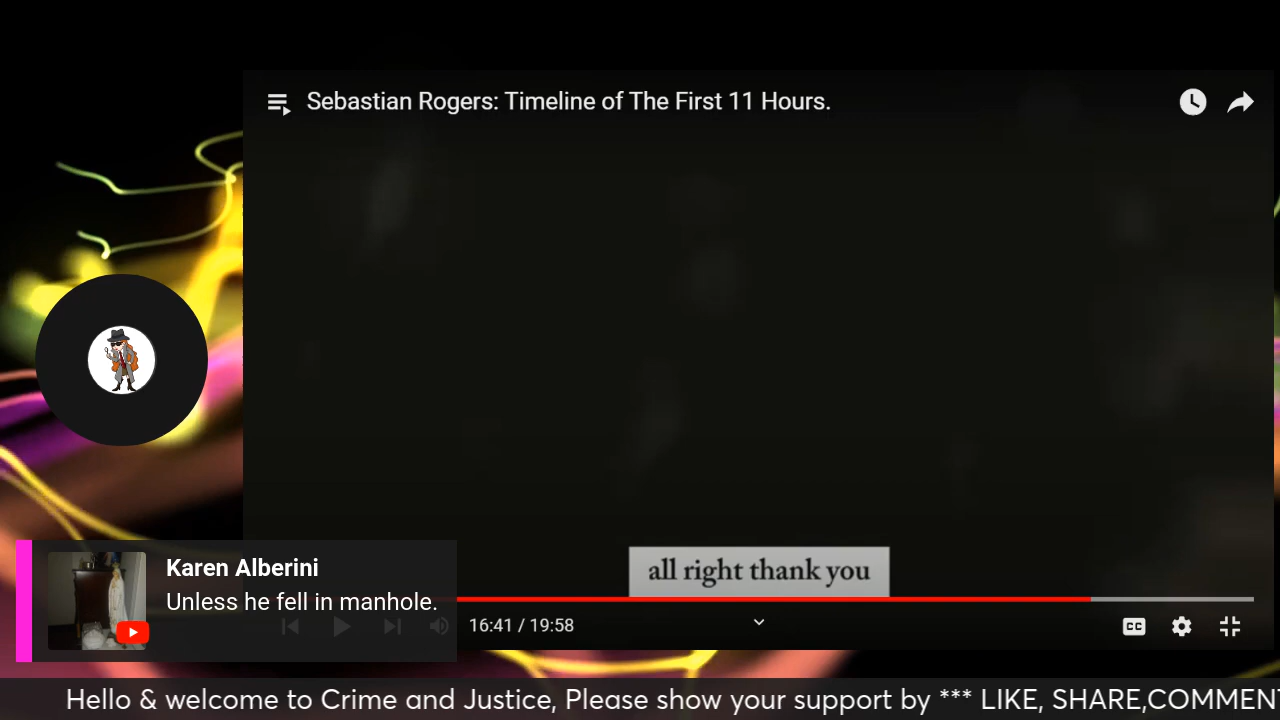 Sebastian Rogers: Timeline of The First 11 Hours.
all right thank you
Karen Alberini
Unless he fell in manhole.
16:41 / 19:58
CC
Hello & welcome to Crime and Justice, Please show your support by *** LIKE, SHARE,COMMENT